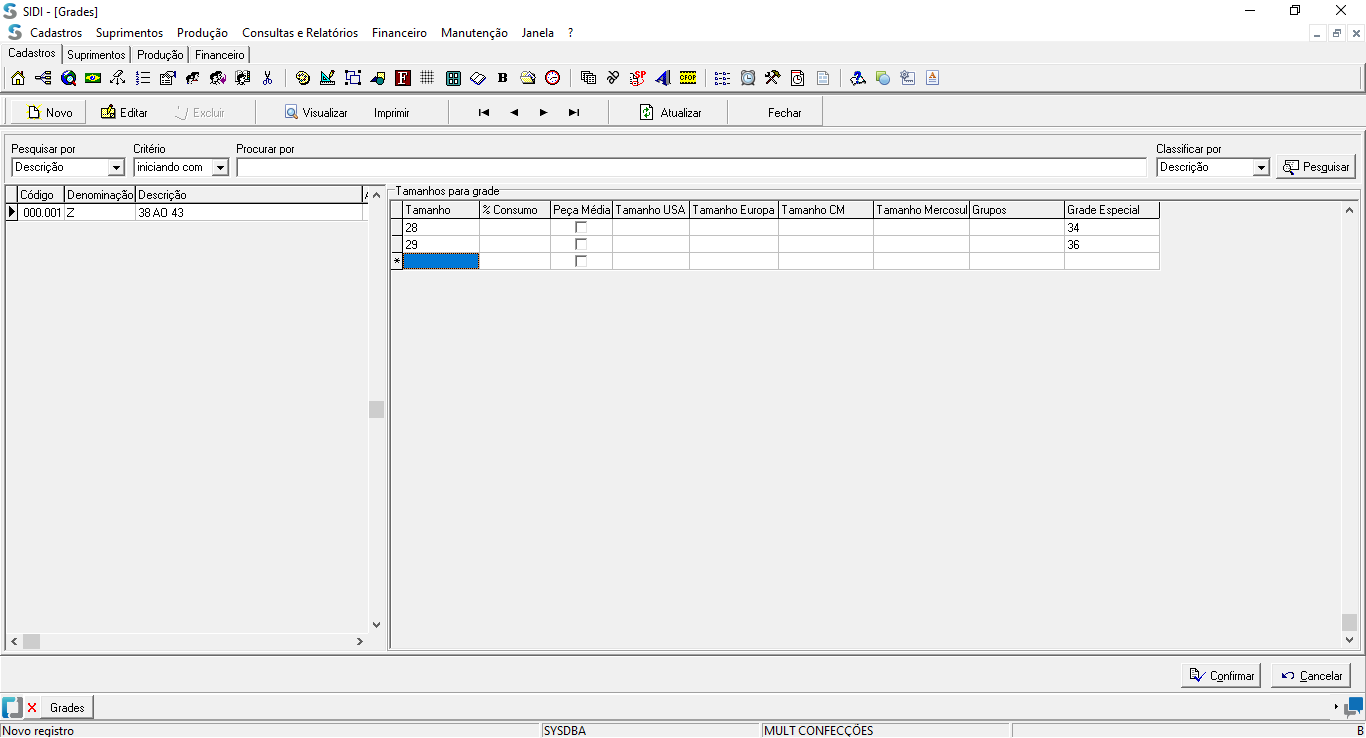 SIDI - [Grades]
Cadastros Suprimentos Produção Consultas e Relatórios Financeiro Manutenção Janela ?
Cadastros Suprimentos Produção Financeiro
F B SP CFOP A
Novo Editar Excluir Visualizar Imprimir Atualizar Fechar
Pesquisar por Critério Procurar por Classificar por
Descrição iniciando com Descrição Pesquisar
Tamanhos para grade
Código Denominação Descrição
000.001 Z 38 AO 43
Tamanho % Consumo Peça Média Tamanho USA Tamanho Europa Tamanho CM Tamanho Mercosul Grupos Grade Especial
28 34
29 36
*
Confirmar Cancelar
Grades
Novo registro SYSDBA MULT CONFECÇÕES B